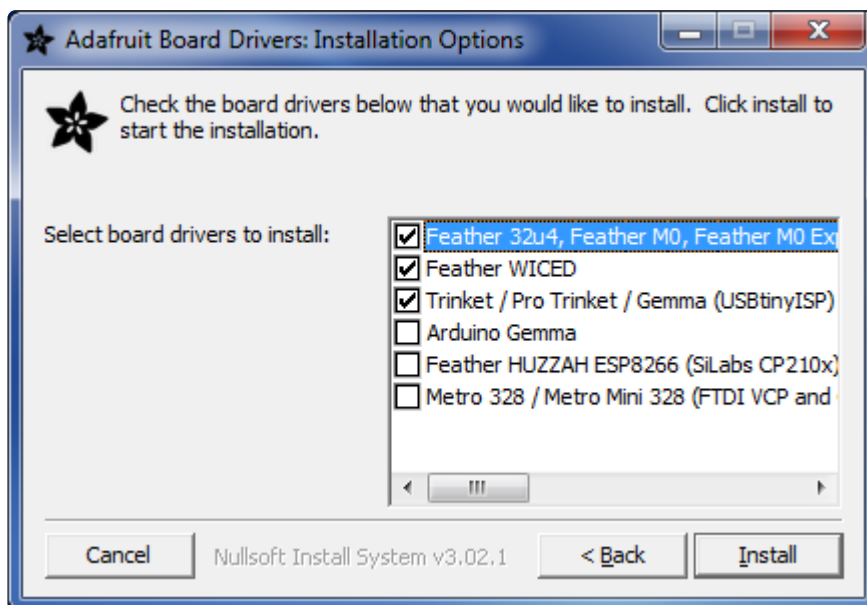 Adafruit Board Drivers: Installation Options
Check the board drivers below that you would like to install. Click install to
start the installation.
Select board drivers to install:
Feather 32u4, Feather M0, Feather M0
Feather WICED
Trinket / Pro Trinket / Gemma (USBtinyISP)
Arduino Gemma
Feather HUZZAH ESP8266 (SiLabs CP210x)
Metro 328 / Metro Mini 328 (FTDI VCP and
Cancel
Nullsoft Install System v3.02.1
< Back
Install